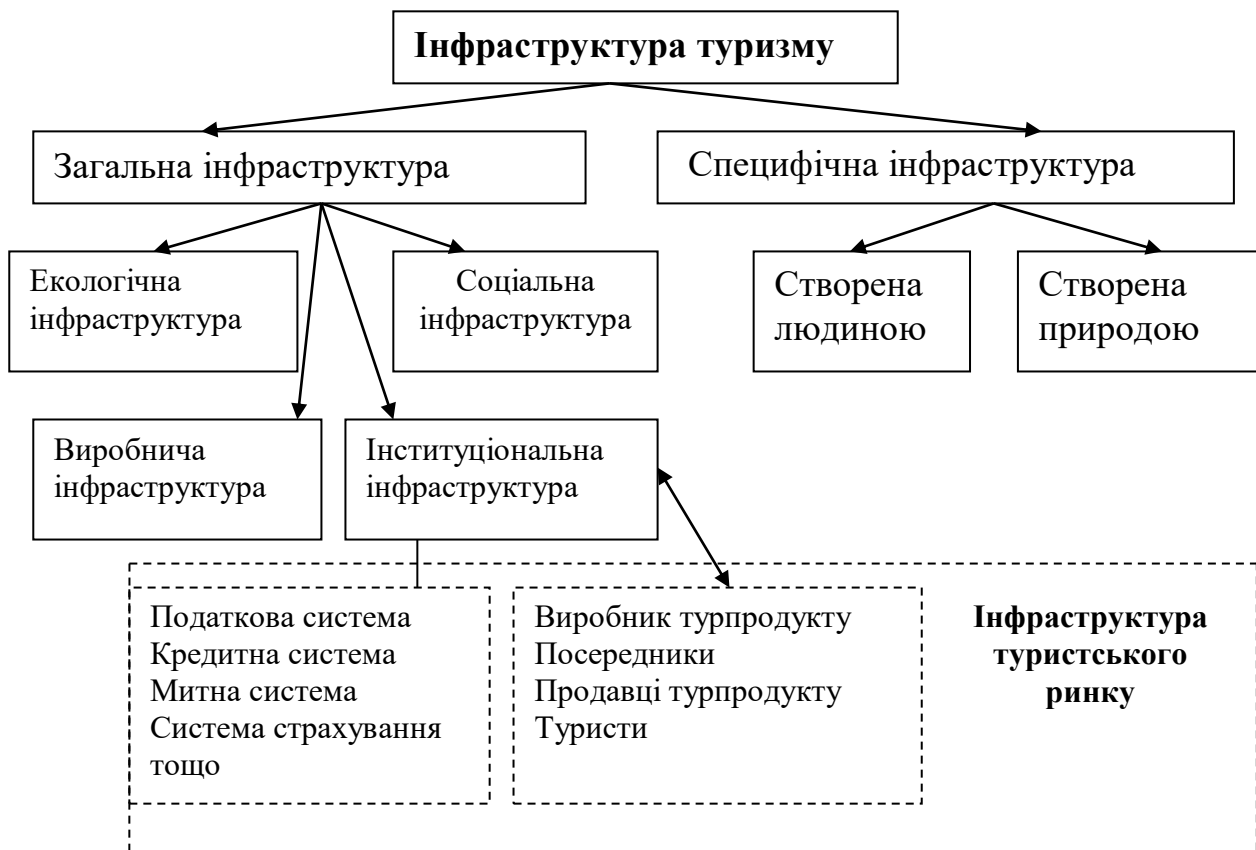 Інфраструктура туризму
Загальна інфраструктура
Специфічна інфраструктура
Екологічна
інфраструктура
Соціальна
інфраструктура
Створена
людиною
Створена
природою
Виробнича
інфраструктура
Інституціональна
інфраструктура
Податкова система
Кредитна система
Митна система
Система страхування
тощо
Виробник турпродукту
Посередники
Продавці турпродукту
Туристи
Інфраструктура
туристського
ринку